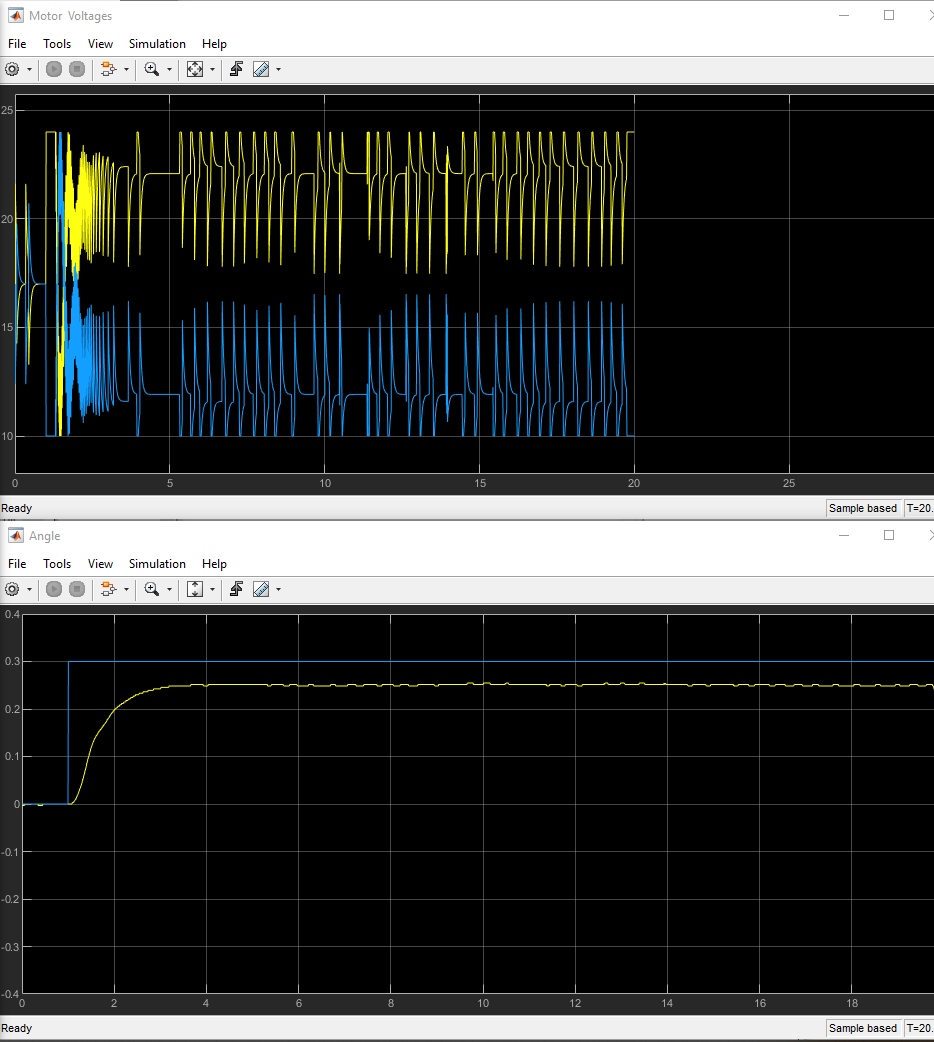 Motor Voltages
File Tools View Simulation Help
25
20
15
10
0 5 10 15 20 25
Ready Sample based T=20.
Angle
File Tools View Simulation Help
0.4
0.3
0.2
0.1
0
-0.1
-0.2
-0.3
-0.4
0 2 4 6 8 10 12 14 16 18
Ready Sample based T=20.